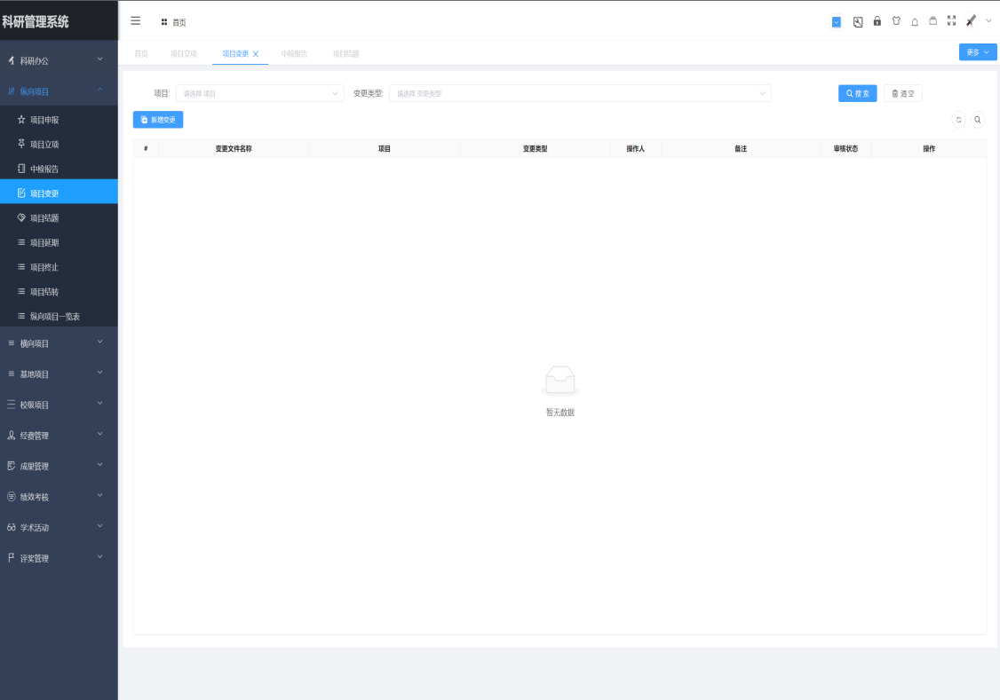 科研管理系统
首页
科研办公
首页 项目立项 项目变更 X 中检报告 项目结题 更多
纵向项目
项目: 请选择 项目 变更类型: 请选择 变更类型 搜索 清空
项目申报
新增变更
项目立项
# 变更文件名称 项目 变更类型 操作人 备注 审核状态 操作
中检报告
项目变更
项目结题
项目延期
项目终止
项目结转
纵向项目一览表
横向项目
基地项目
校级项目
暂无数据
经费管理
成果管理
绩效考核
学术活动
评奖管理